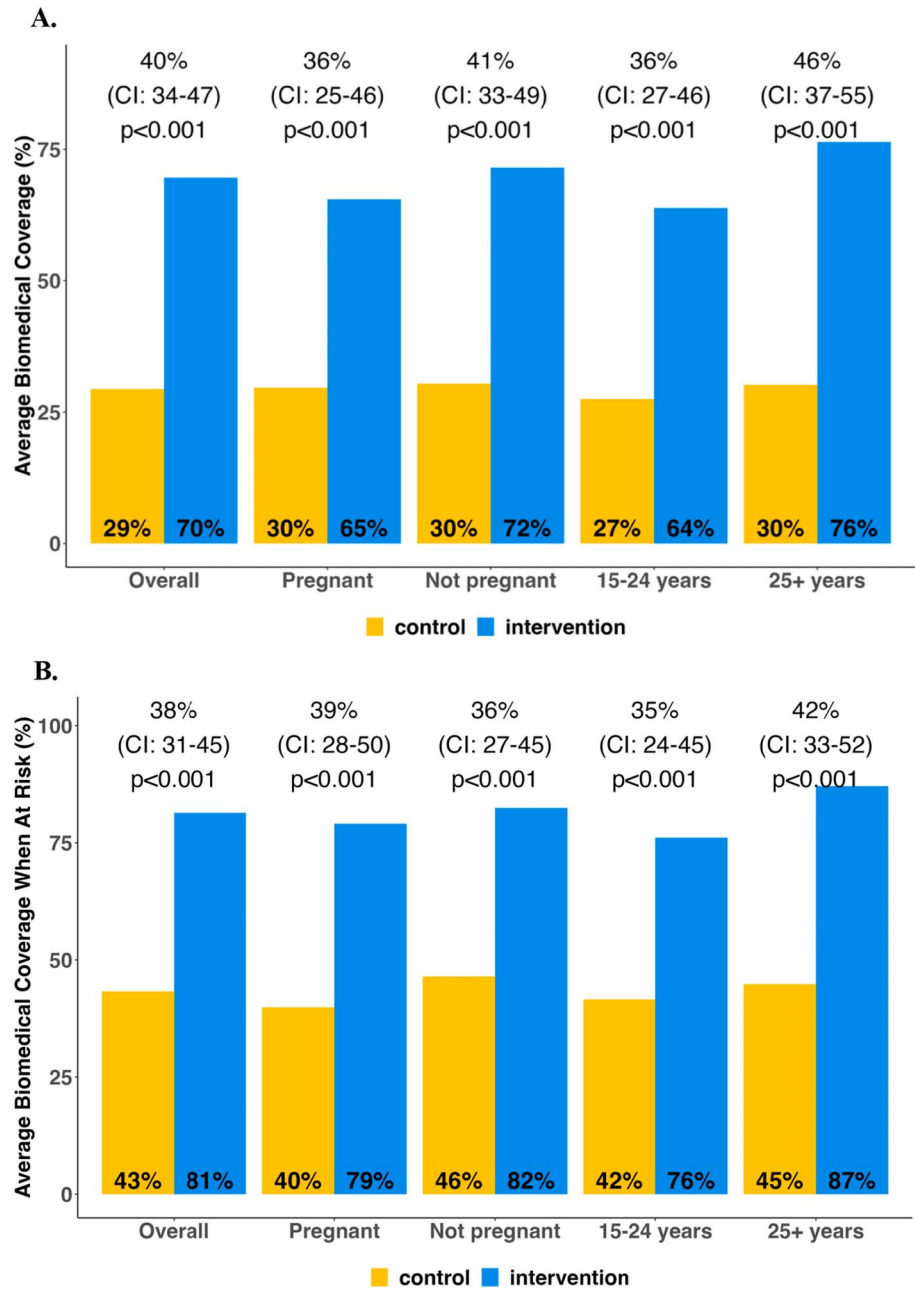 A.
40% 36% 41% 36% 46%
(CI: 34-47) (CI: 25-46) (CI: 33-49) (CI: 27-46) (CI: 37-55)
p<0.001 p<0.001 p<0.001 p<0.001 p<0.001
Average Biomedical Coverage (%)
75
50
25
0
29% 70% 30% 65% 30% 72% 27% 64% 30% 76%
Overall Pregnant Not pregnant 15-24 years 25+ years
control intervention
B.
38% 39% 36% 35% 42%
(CI: 31-45) (CI: 28-50) (CI: 27-45) (CI: 24-45) (CI: 33-52)
p<0.001 p<0.001 p<0.001 p<0.001 p<0.001
Average Biomedical Coverage When At Risk (%)
100
75
50
25
0
43% 81% 40% 79% 46% 82% 42% 76% 45% 87%
Overall Pregnant Not pregnant 15-24 years 25+ years
control intervention